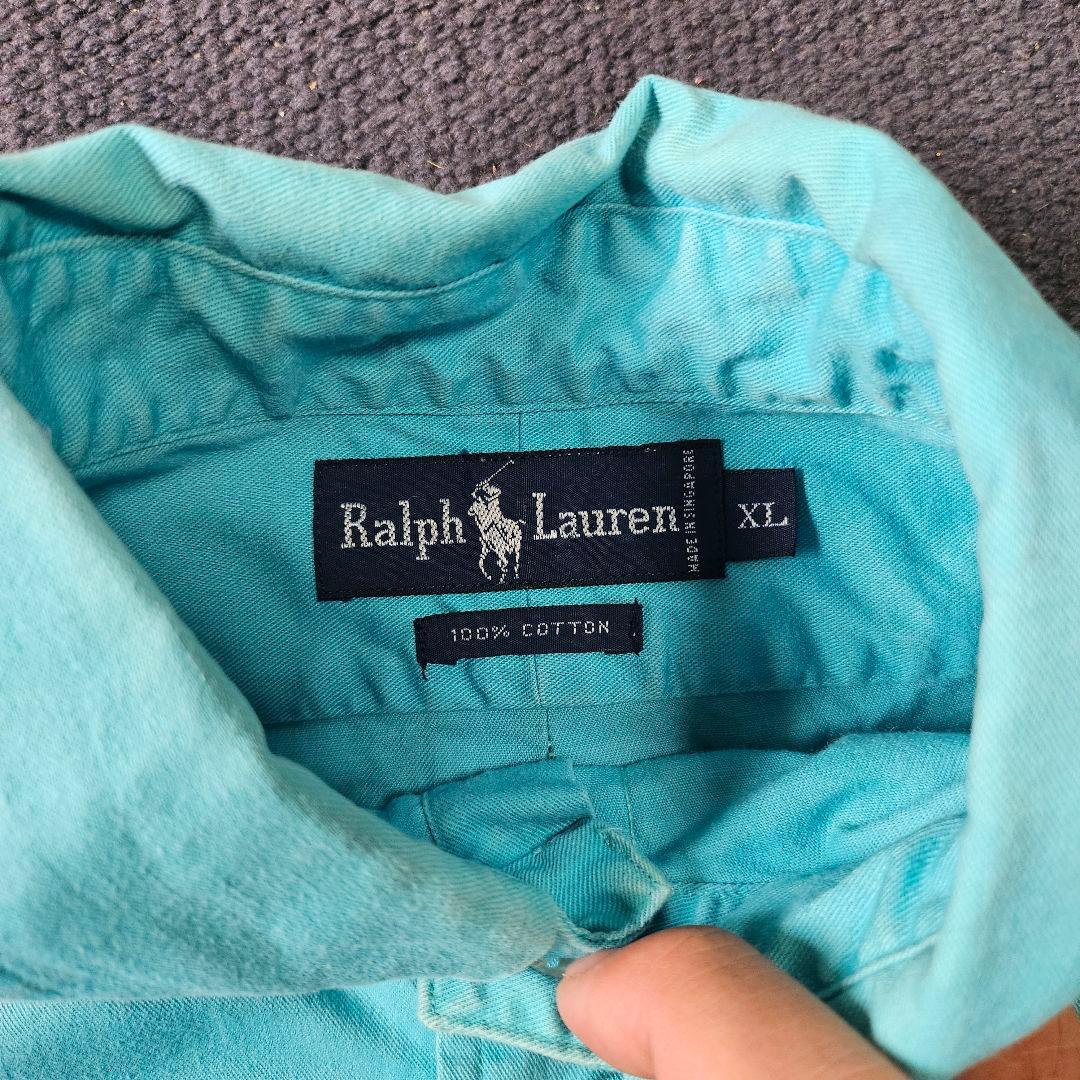 Ralph Lauren
MADE IN SINGAPORE
XL
100% COTTON